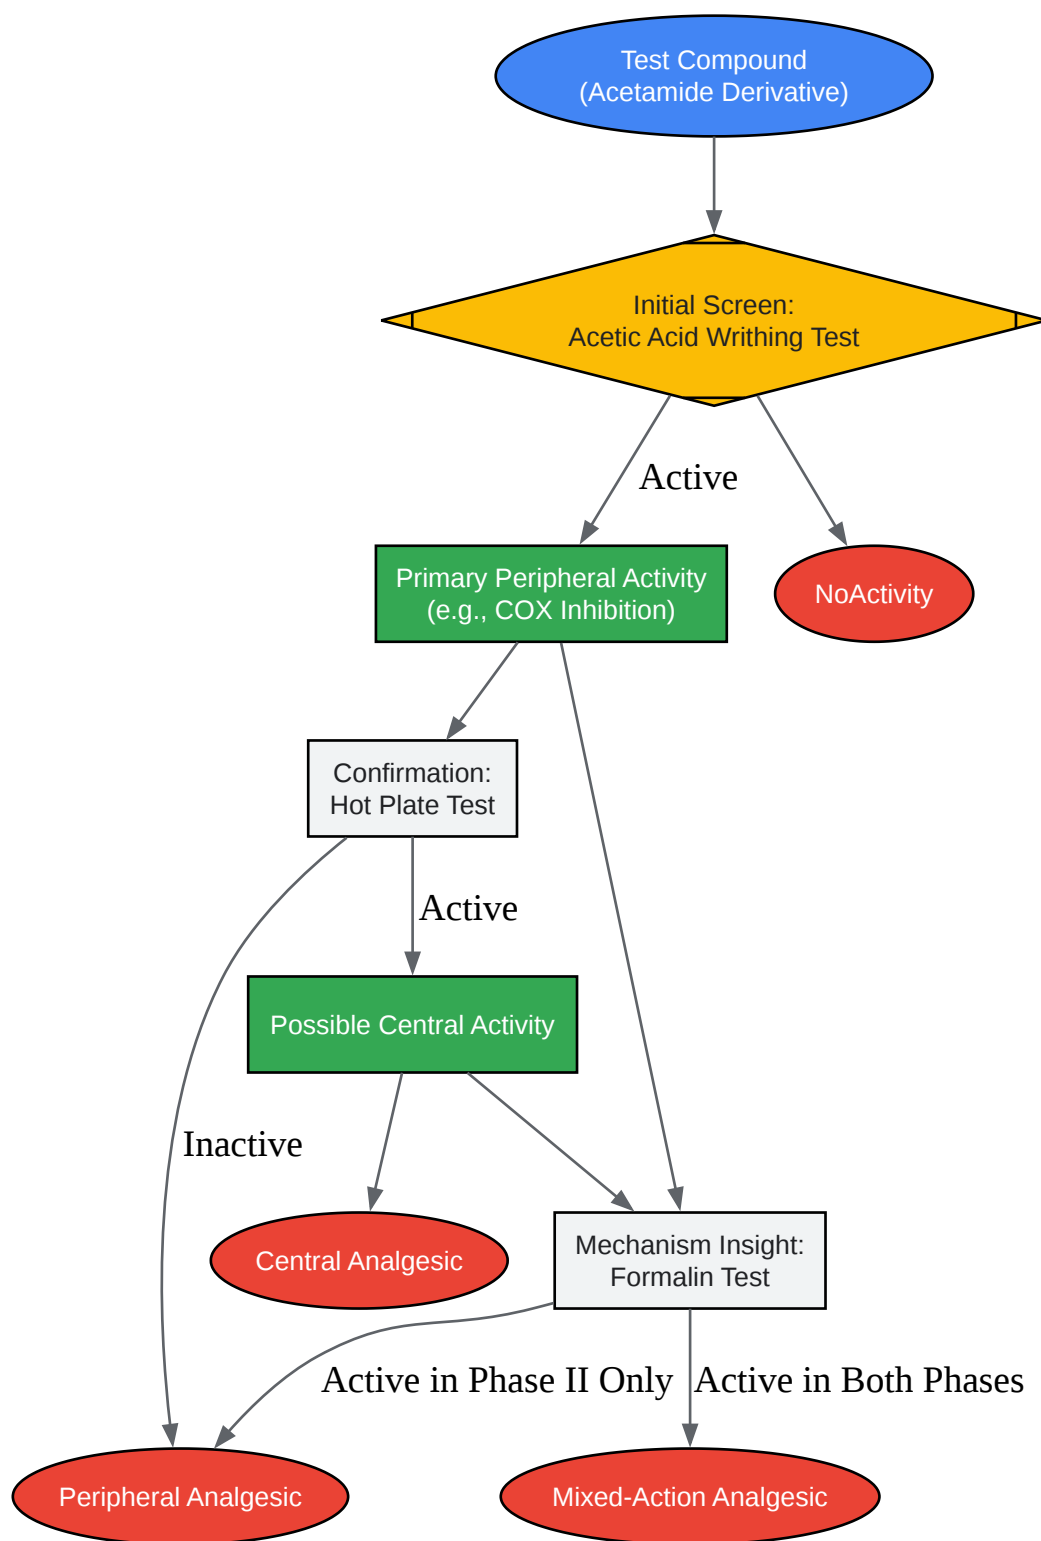 Test Compound
(Acetamide Derivative)
Initial Screen:
Acetic Acid Writhing Test
Active
Primary Peripheral Activity
(e.g., COX Inhibition)
NoActivity
Confirmation:
Hot Plate Test
Active
Possible Central Activity
Inactive
Central Analgesic
Mechanism Insight:
Formalin Test
Active in Phase II Only
Active in Both Phases
Peripheral Analgesic
Mixed-Action Analgesic